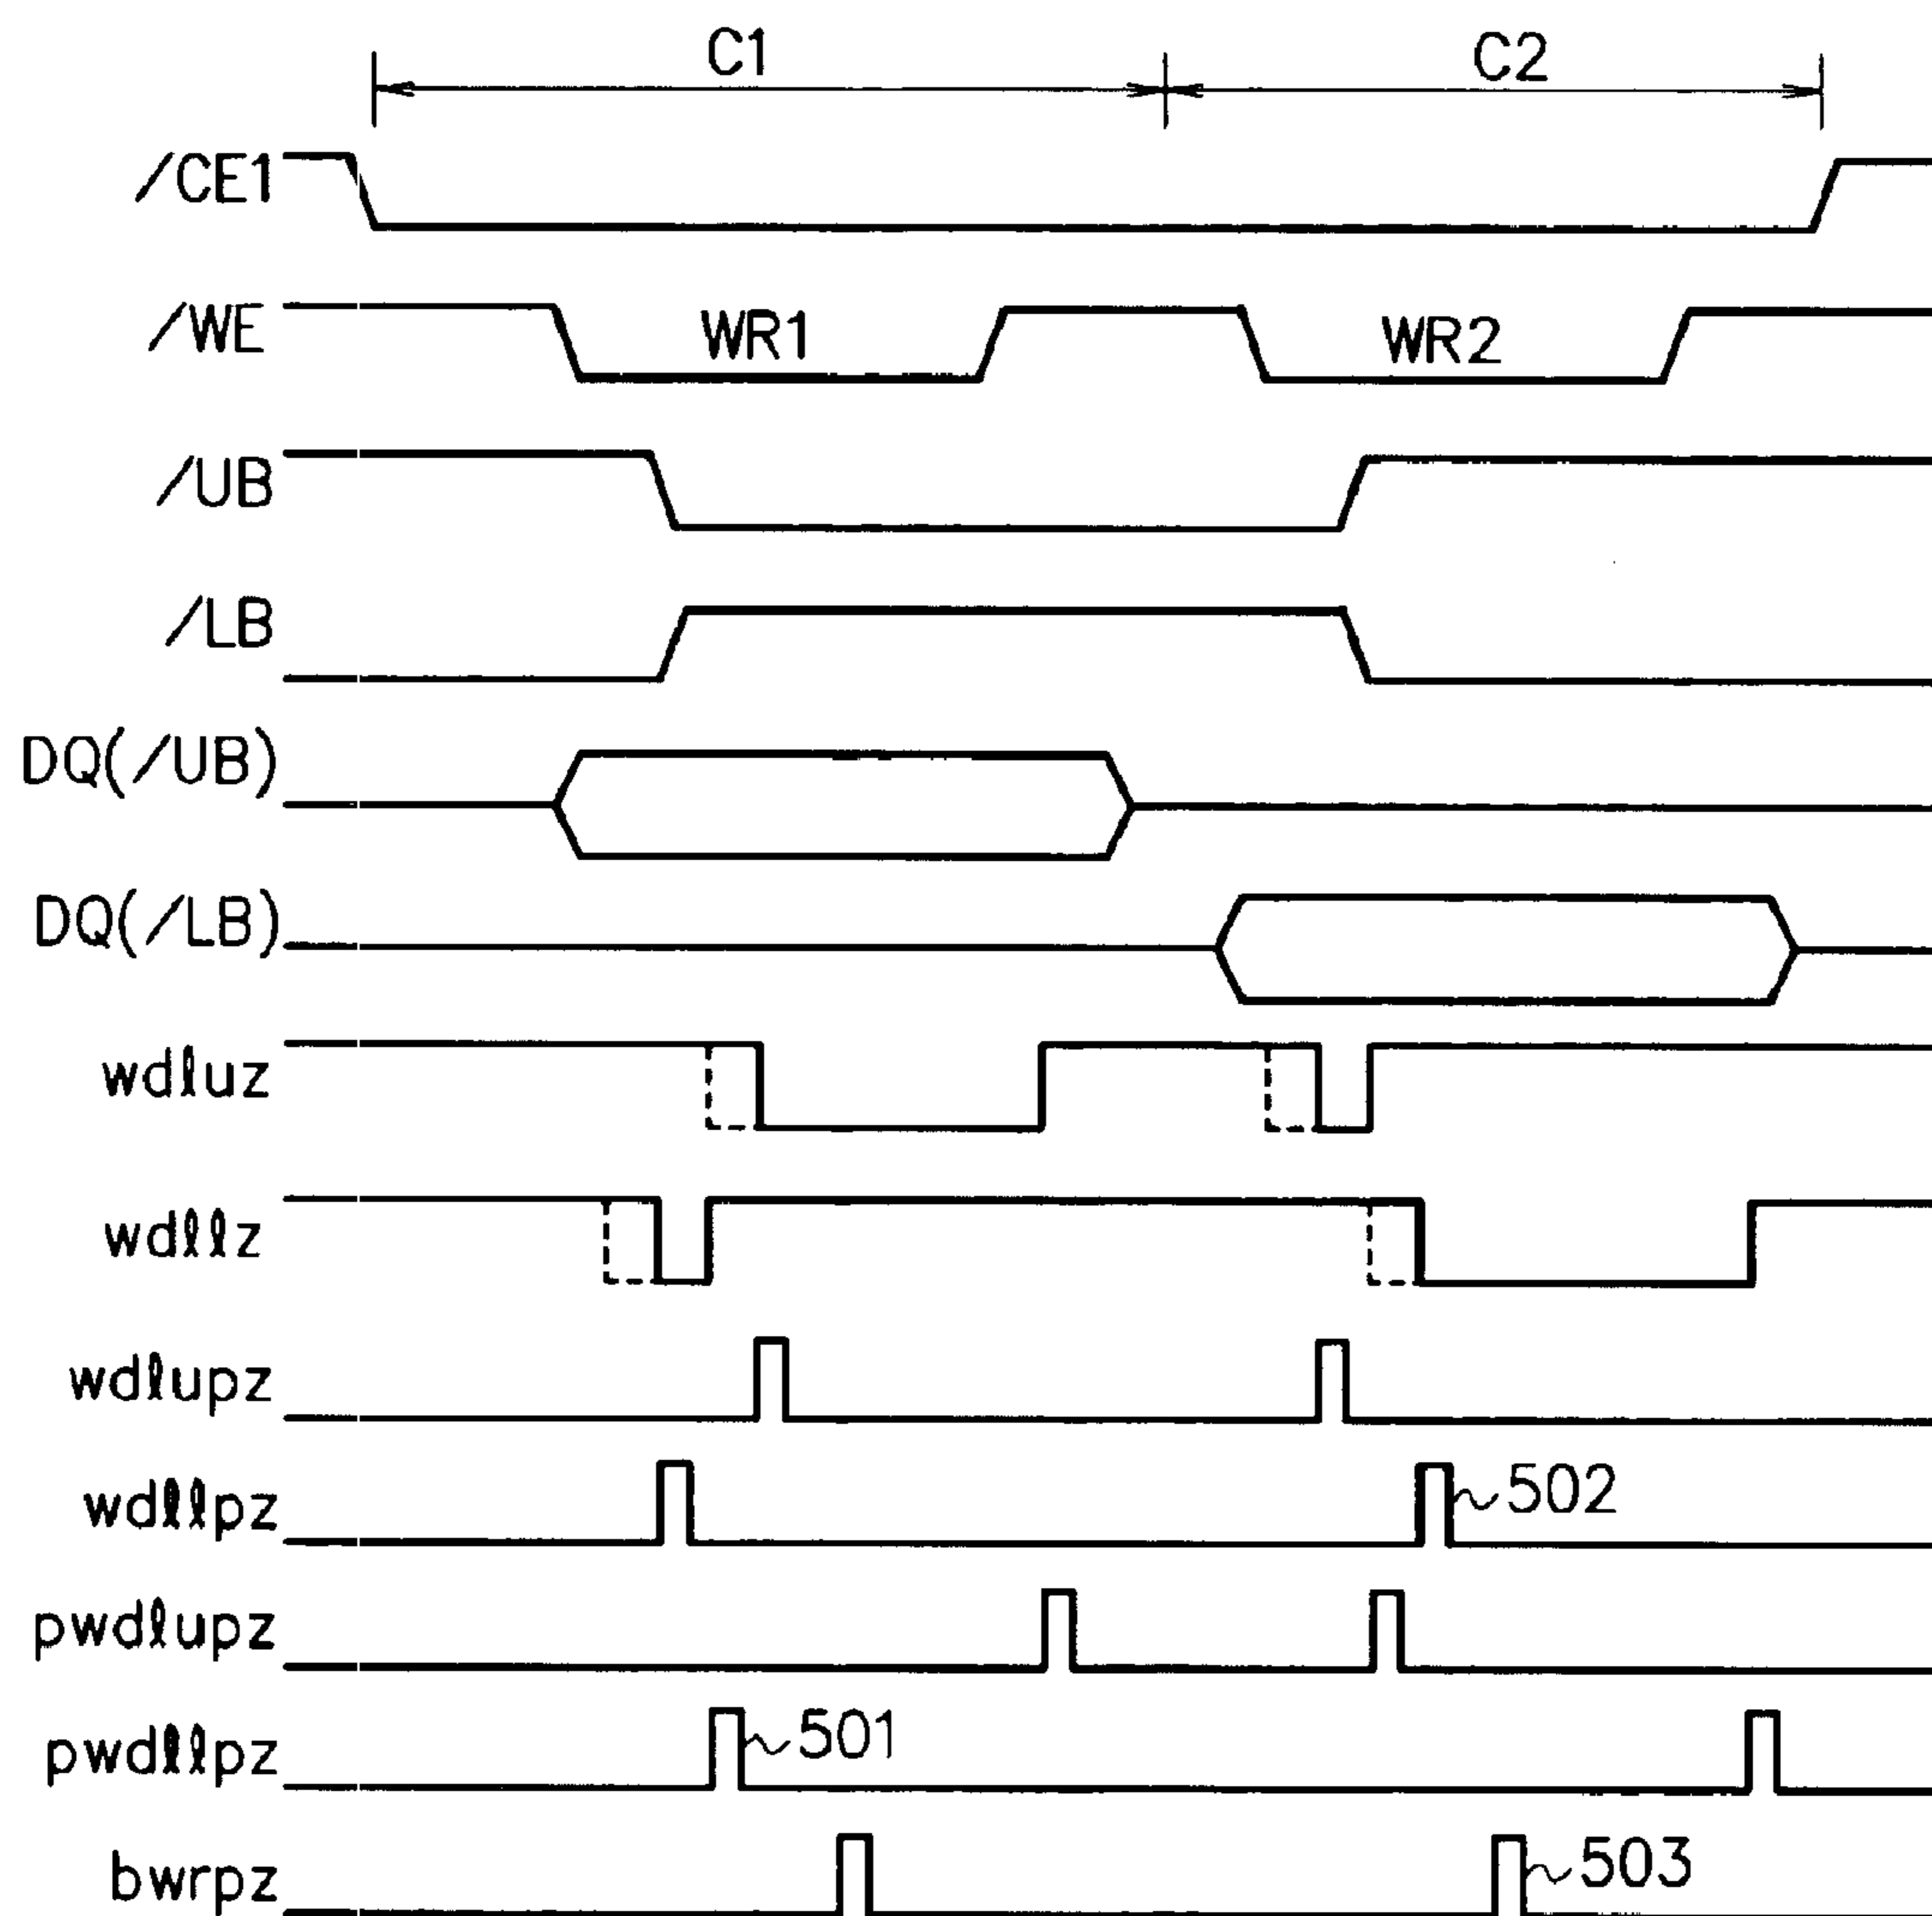 C1 C2
/CE1
/WE WR1 WR2
/UB
/LB
DQ(/UB)
DQ(/LB)
wdℓuz
wdℓℓz
wdℓupz
wdℓℓpz 502
pwdℓupz
pwdℓℓpz 501
bwrpz 503